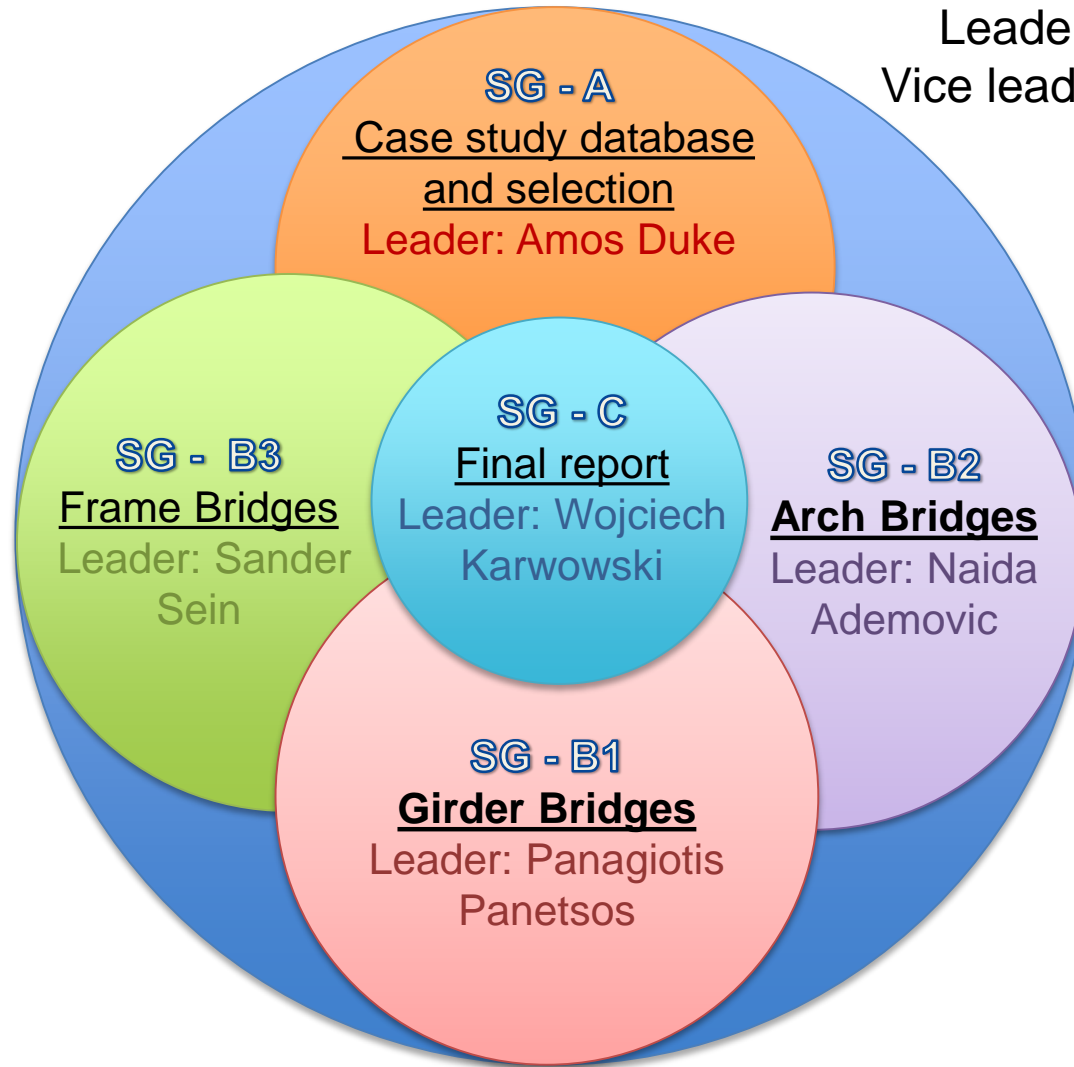 Leade
Vice lead
SG - A
Case study database
and selection
Leader: Amos Duke
SG - B3
Frame Bridges
Leader: Sander
Sein
SG - C
Final report
Leader: Wojciech
Karwowski
SG - B2
Arch Bridges
Leader: Naida
Ademovic
SG - B1
Girder Bridges
Leader: Panagiotis
Panetsos